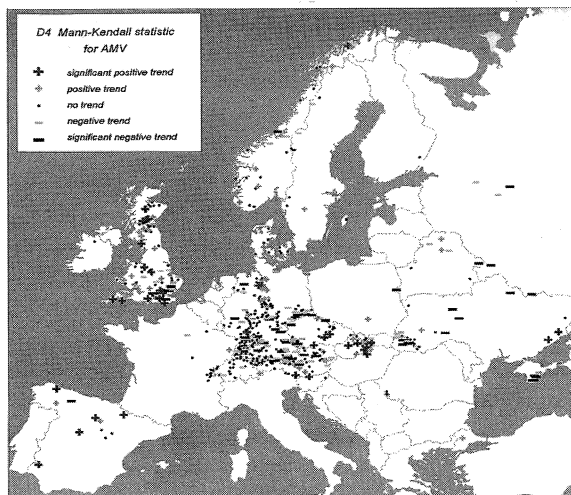 D4 Mann-Kendall statistic
for AMV
significant positive trend
positive trend
no trend
negative trend
significant negative trend